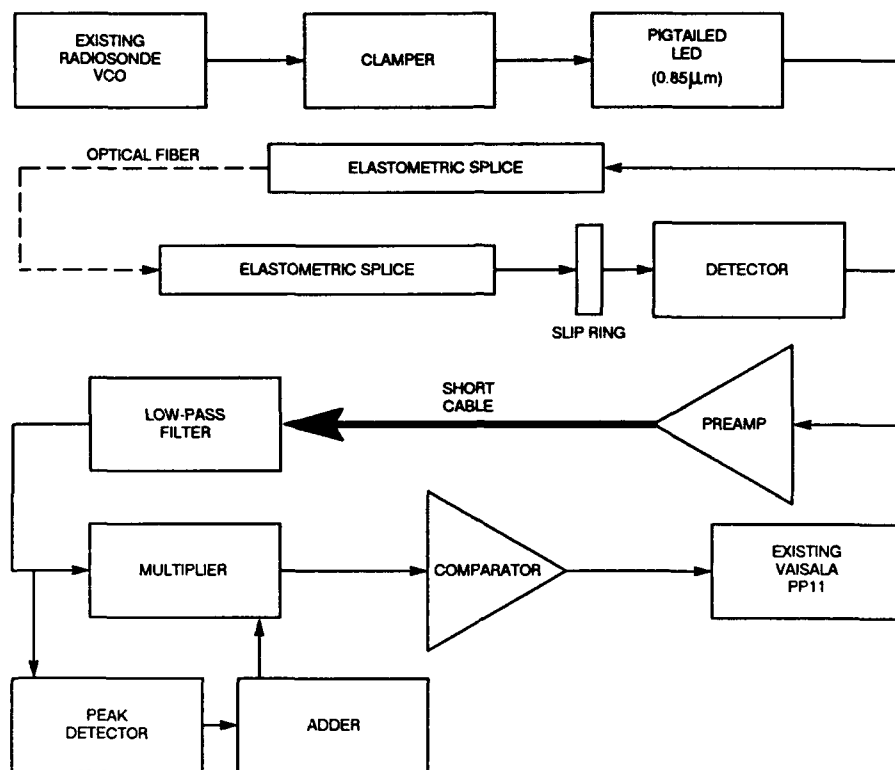 EXISTING
RADIOSONDE
VCO
CLAMPER
PIGTAILED
LED
(0.85μm)
OPTICAL FIBER
ELASTOMETRIC SPLICE
ELASTOMETRIC SPLICE
SLIP RING
DETECTOR
LOW-PASS
FILTER
SHORT
CABLE
PREAMP
MULTIPLIER
COMPARATOR
EXISTING
VAISALA
PP11
PEAK
DETECTOR
ADDER